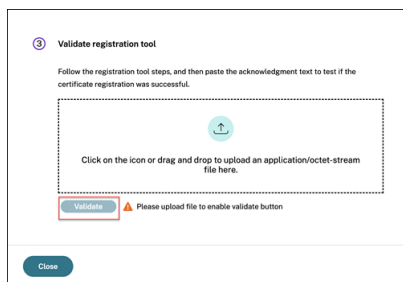 3 Validate registration tool
Follow the registration tool steps, and then paste the acknowledgment text to test if the
certificate registration was successful.
Click on the icon or drag and drop to upload an application/octet-stream
file here.
Validate Please upload file to enable validate button
Close